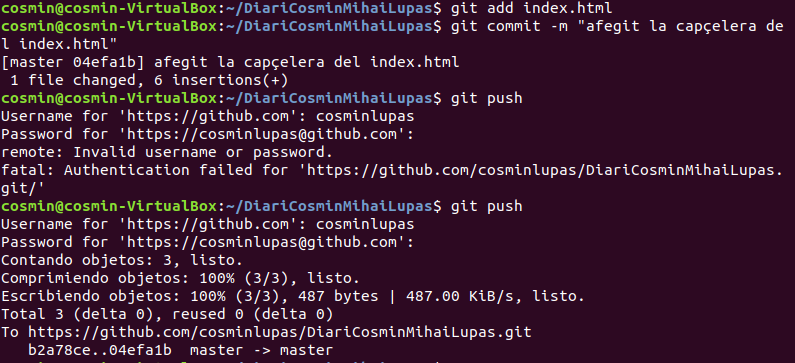 cosmin@cosmin-VirtualBox:~/DiariCosminMihaiLupas$ git add index.html
cosmin@cosmin-VirtualBox:~/DiariCosminMihaiLupas$ git commit -m "afegit la capçelera de
l index.html"
[master 04efa1b] afegit la capçelera del index.html
 1 file changed, 6 insertions(+)
cosmin@cosmin-VirtualBox:~/DiariCosminMihaiLupas$ git push
Username for 'https://github.com': cosminlupas
Password for 'https://cosminlupas@github.com':
remote: Invalid username or password.
fatal: Authentication failed for 'https://github.com/cosminlupas/DiariCosminMihaiLupas.
git/'
cosmin@cosmin-VirtualBox:~/DiariCosminMihaiLupas$ git push
Username for 'https://github.com': cosminlupas
Password for 'https://cosminlupas@github.com':
Contando objetos: 3, listo.
Comprimiendo objetos: 100% (3/3), listo.
Escribiendo objetos: 100% (3/3), 487 bytes | 487.00 KiB/s, listo.
Total 3 (delta 0), reused 0 (delta 0)
To https://github.com/cosminlupas/DiariCosminMihaiLupas.git
   b2a78ce..04efa1b  master -> master